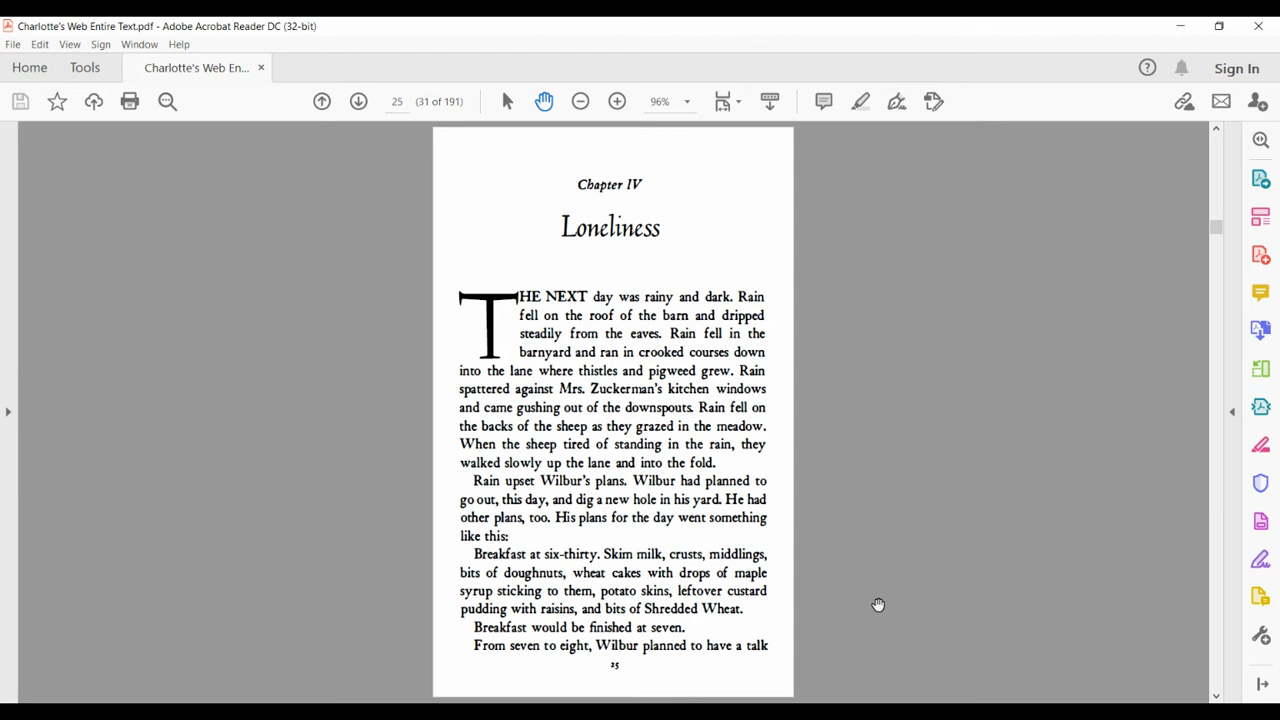 Charlotte's Web Entire Text.pdf - Adobe Acrobat Reader DC (32-bit)
File Edit View Sign Window Help
Home Tools Charlotte's Web En... × Sign In
25 (31 of 191) 96%
Chapter IV
Loneliness
THE NEXT day was rainy and dark. Rain
fell on the roof of the barn and dripped
steadily from the eaves. Rain fell in the
barnyard and ran in crooked courses down
into the lane where thistles and pigweed grew. Rain
spattered against Mrs. Zuckerman's kitchen windows
and came gushing out of the downspouts. Rain fell on
the backs of the sheep as they grazed in the meadow.
When the sheep tired of standing in the rain, they
walked slowly up the lane and into the fold.
Rain upset Wilbur's plans. Wilbur had planned to
go out, this day, and dig a new hole in his yard. He had
other plans, too. His plans for the day went something
like this:
Breakfast at six-thirty. Skim milk, crusts, middlings,
bits of doughnuts, wheat cakes with drops of maple
syrup sticking to them, potato skins, leftover custard
pudding with raisins, and bits of Shredded Wheat.
Breakfast would be finished at seven.
From seven to eight, Wilbur planned to have a talk
25